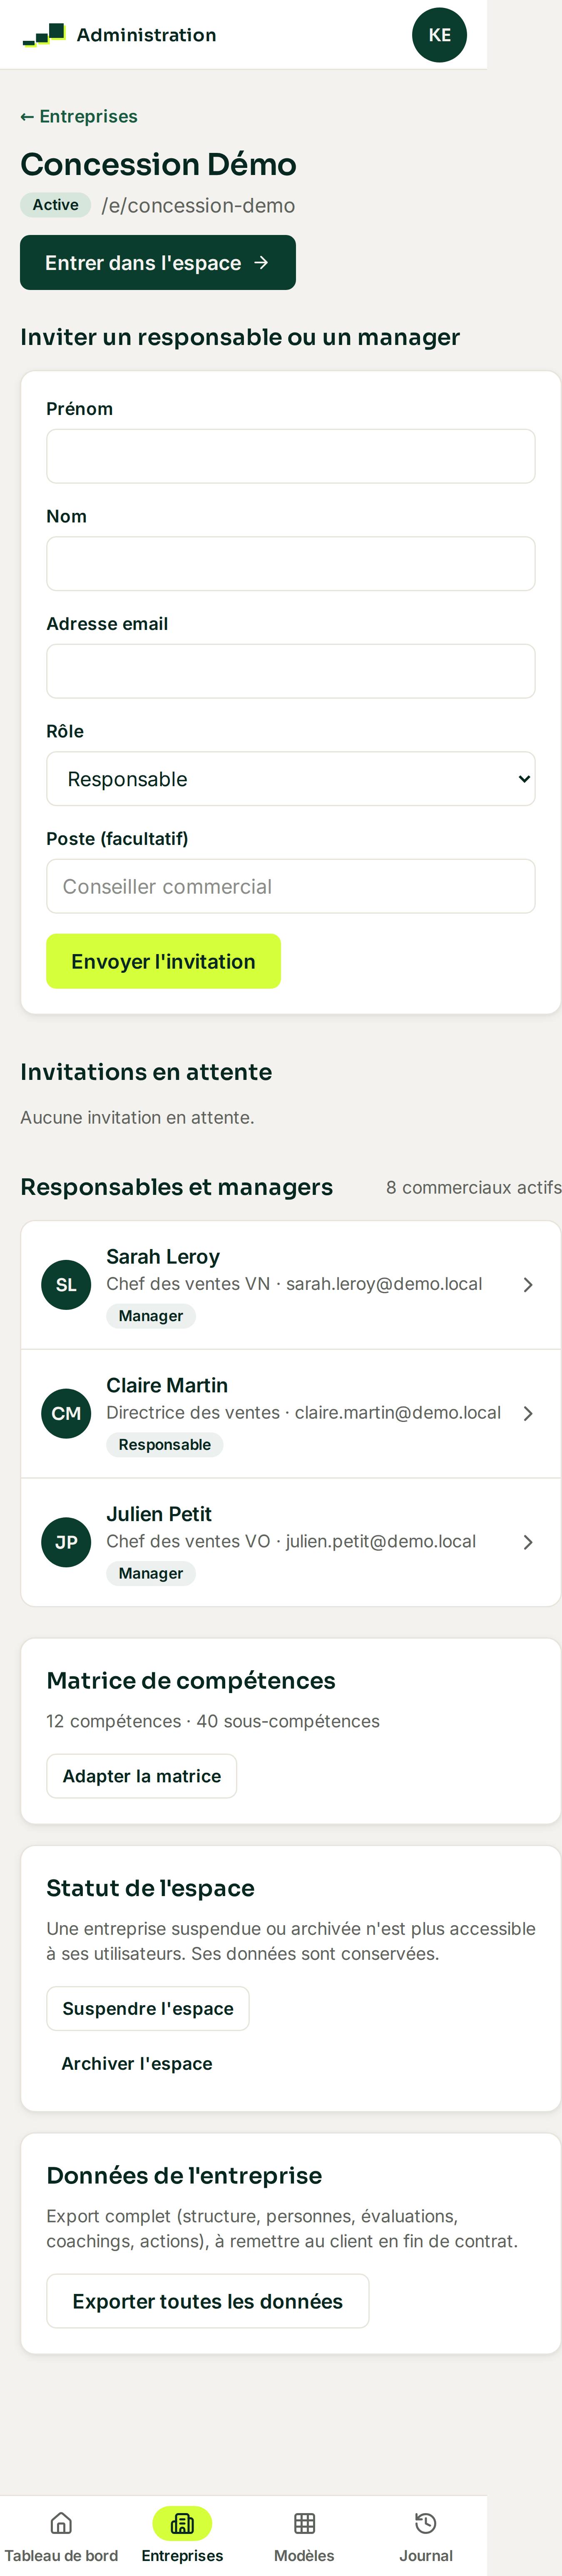 Administration
KE
← Entreprises
Concession Démo
Active /e/concession-demo
Entrer dans l'espace →
Inviter un responsable ou un manager
Prénom
Nom
Adresse email
Rôle
Responsable
Poste (facultatif)
Conseiller commercial
Envoyer l'invitation
Invitations en attente
Aucune invitation en attente.
Responsables et managers 8 commerciaux actifs
SL
Sarah Leroy
Chef des ventes VN · sarah.leroy@demo.local
Manager
CM
Claire Martin
Directrice des ventes · claire.martin@demo.local
Responsable
JP
Julien Petit
Chef des ventes VO · julien.petit@demo.local
Manager
Matrice de compétences
12 compétences · 40 sous-compétences
Adapter la matrice
Statut de l'espace
Une entreprise suspendue ou archivée n'est plus accessible
à ses utilisateurs. Ses données sont conservées.
Suspendre l'espace
Archiver l'espace
Données de l'entreprise
Export complet (structure, personnes, évaluations,
coachings, actions), à remettre au client en fin de contrat.
Exporter toutes les données
Tableau de bord Entreprises Modèles Journal